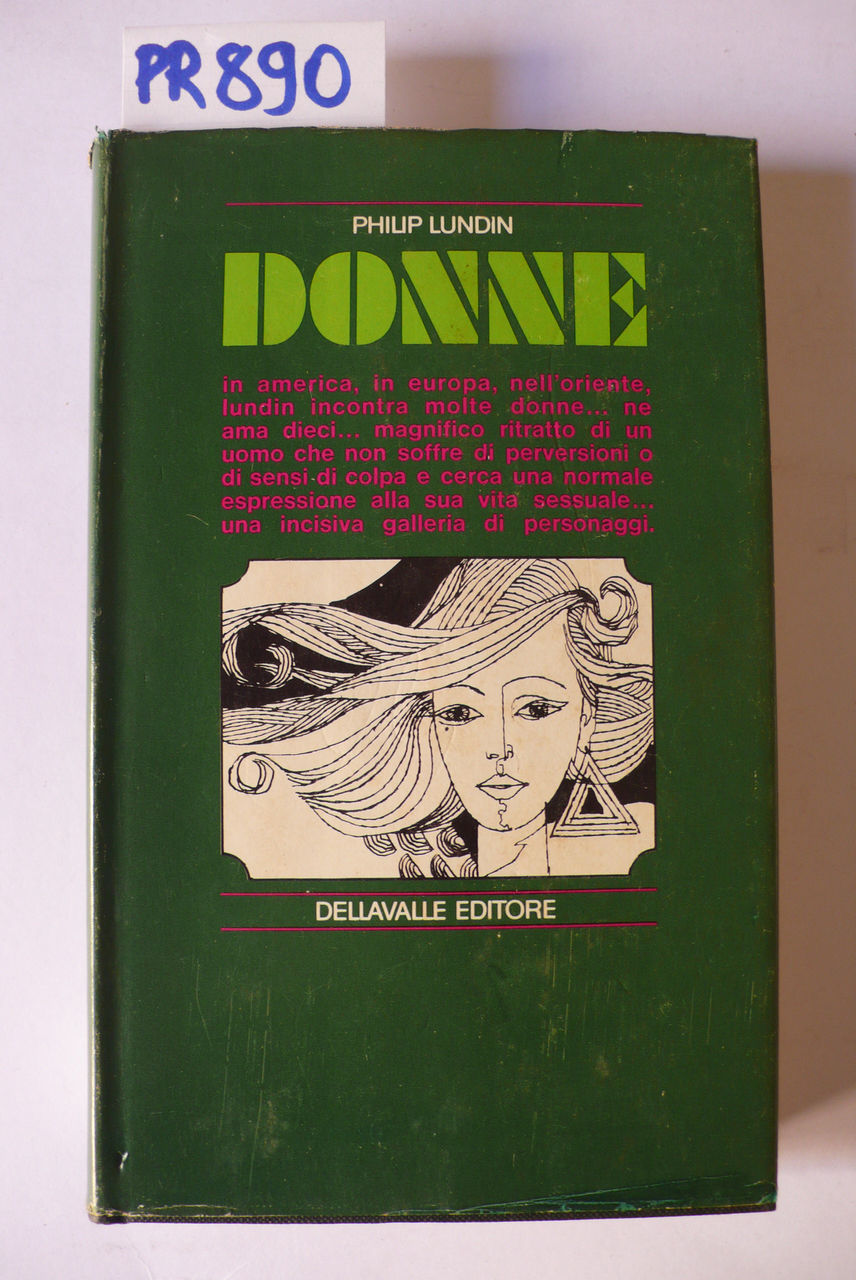 PR890
PHILIP LUNDIN
DONNE
in america, in europa, nell'oriente,
lundin incontra molte donne... ne
ama dieci... magnifico ritratto di un
uomo che non soffre di perversioni o
di sensi di colpa e cerca una normale
espressione alla sua vita sessuale...
una incisiva galleria di personaggi.
DELLAVALLE EDITORE